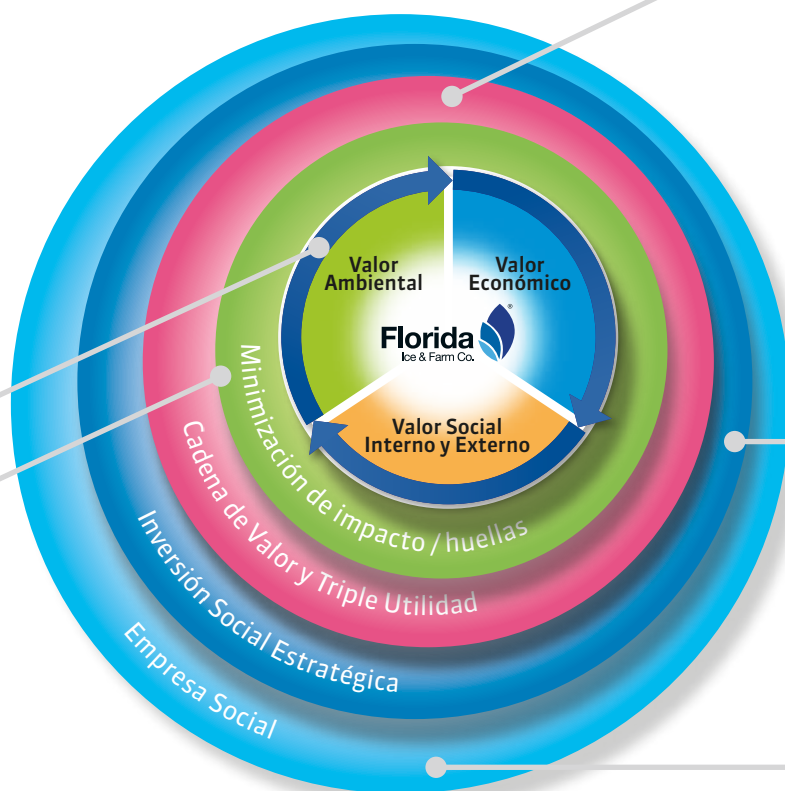 Valor
Ambiental
Valor
Económico
Florida ®
Ice & Farm Co.
Valor Social
Interno y Externo
Minimización de impacto / huellas
Cadena de Valor y Triple Utilidad
Inversión Social Estratégica
Empresa Social